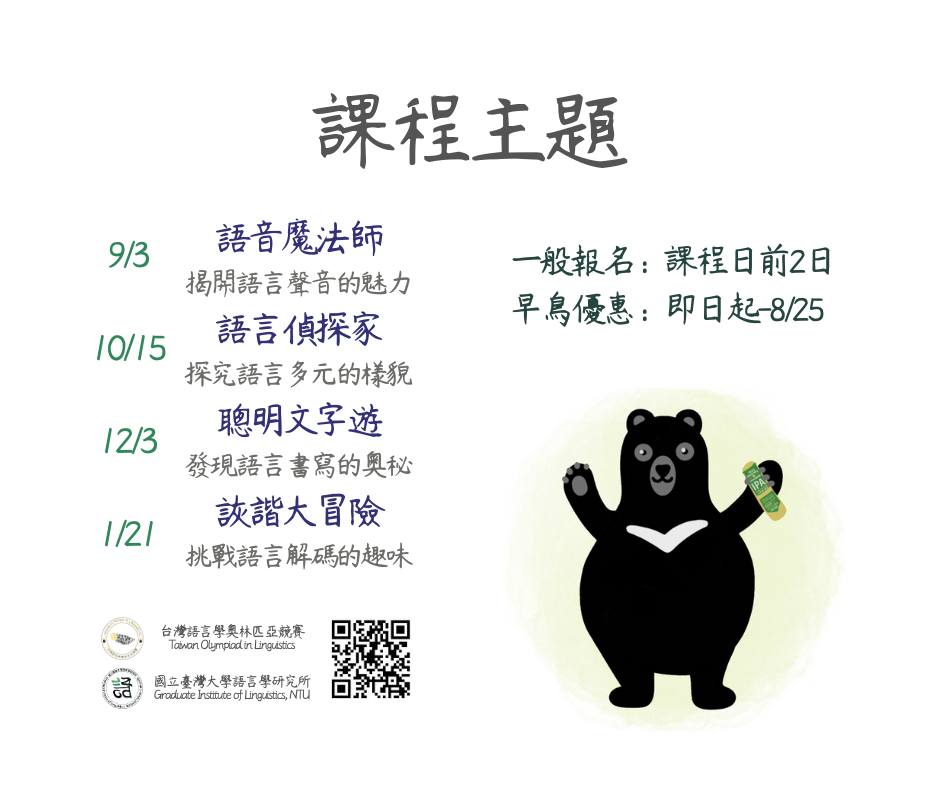 課程主題
9/3
語音魔法師
揭開語言聲音的魅力
10/15
語言偵探家
探究語言多元的樣貌
12/3
聰明文字遊
發現語言書寫的奧秘
1/21
詼諧大冒險
挑戰語言解碼的趣味
一般報名：課程日前2日
早鳥優惠：即日起-8/25
IPA
台灣語言學奧林匹亞競賽
Taiwan Olympiad in Linguistics
國立臺灣大學語言學研究所
Graduate Institute of Linguistics, NTU